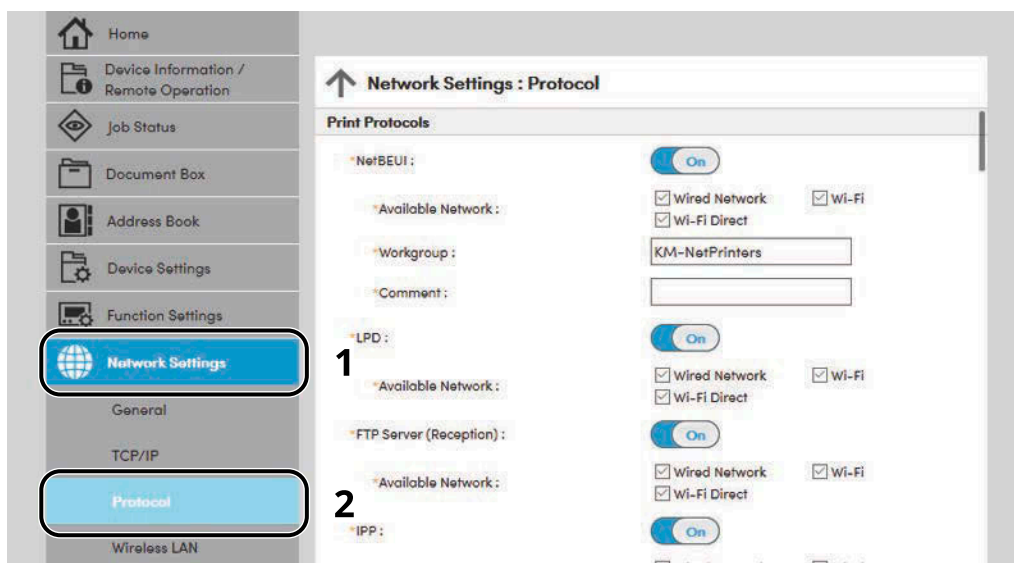 Home
Device Information /
Remote Operation
Job Status
Document Box
Address Book
Device Settings
Function Settings
Network Settings
1
General
TCP/IP
Protocol
2
Wireless LAN
Network Settings : Protocol
Print Protocols
*NetBEUI : On
*Available Network : Wired Network Wi-Fi
Wi-Fi Direct
*Workgroup : KM-NetPrinters
*Comment :
*LPD : On
*Available Network : Wired Network Wi-Fi
Wi-Fi Direct
*FTP Server (Reception) : On
*Available Network : Wired Network Wi-Fi
Wi-Fi Direct
*IPP : On